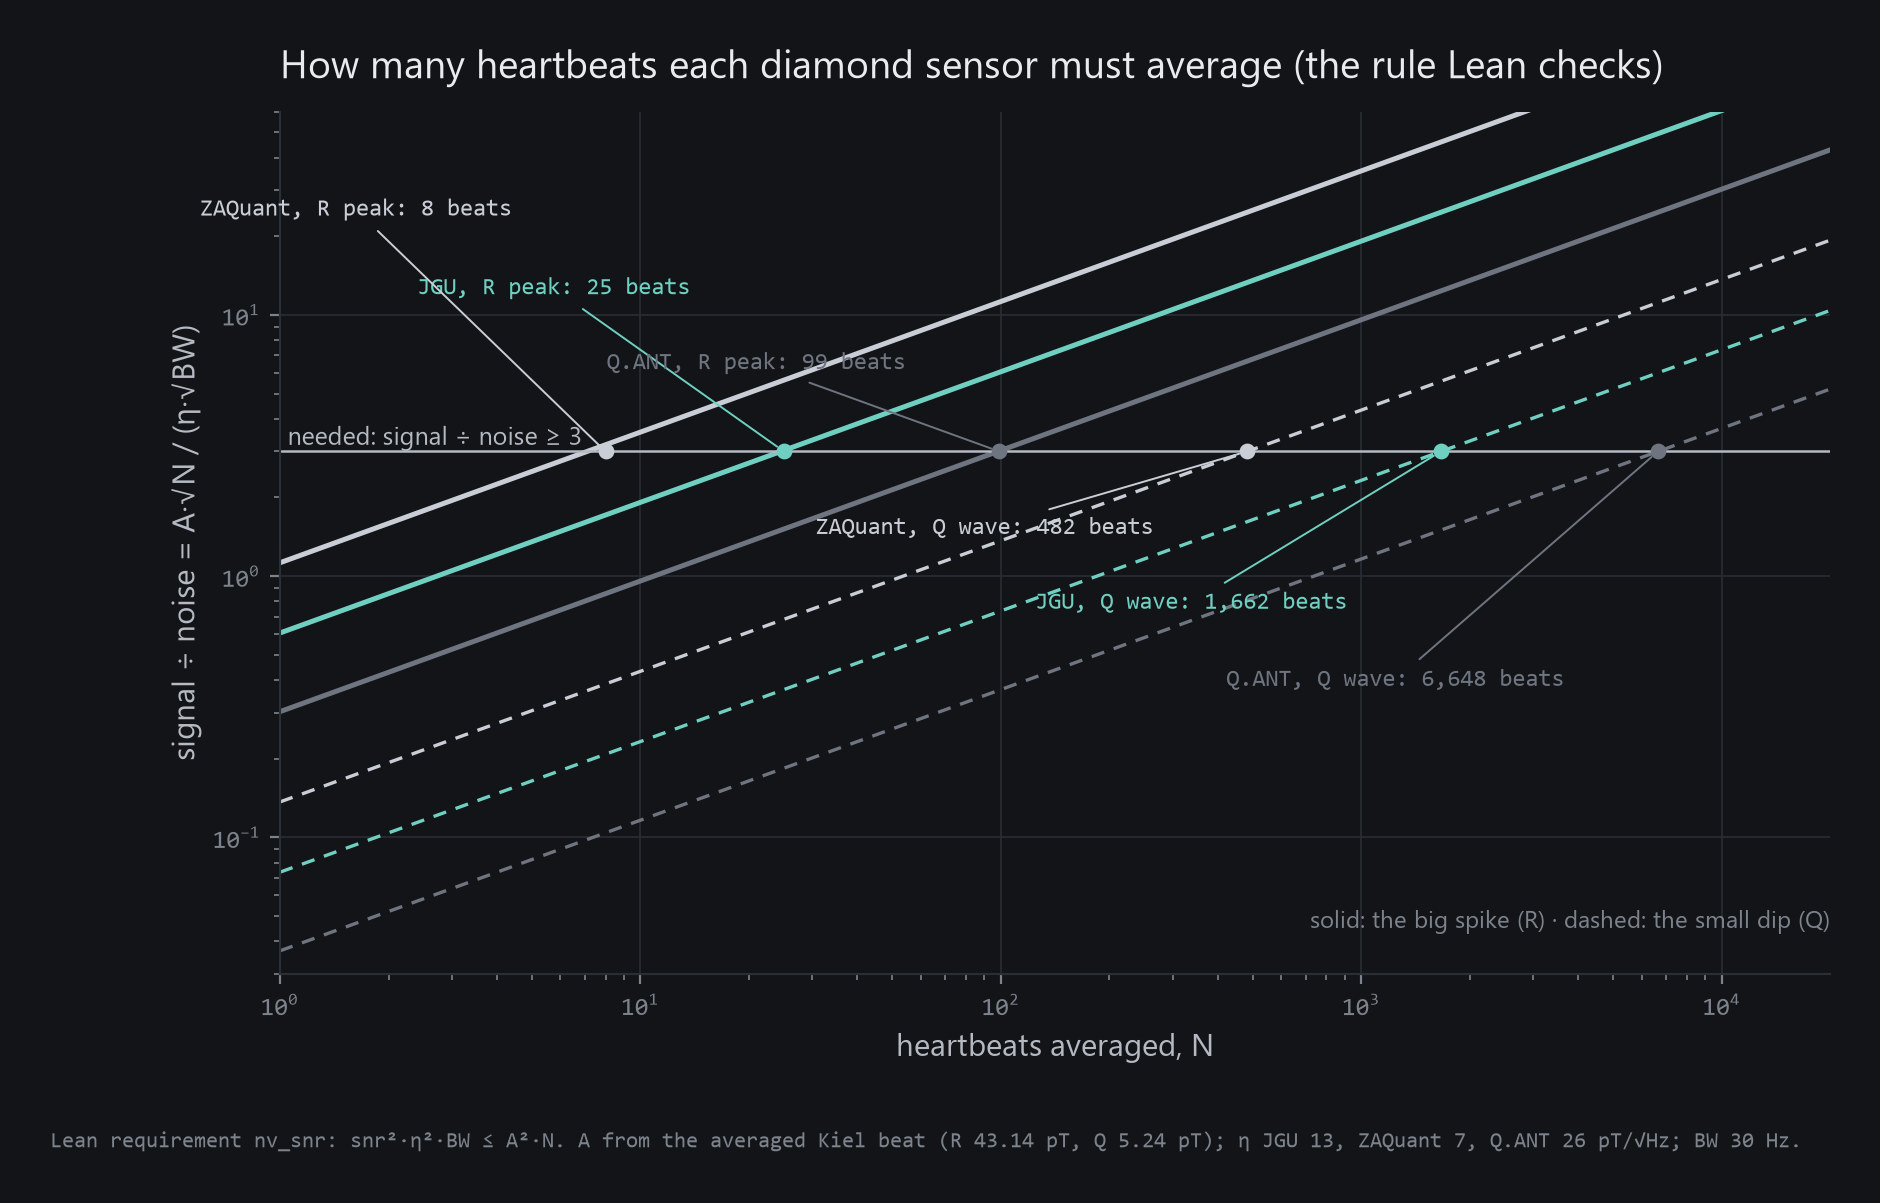 How many heartbeats each diamond sensor must average (the rule Lean checks)
ZAQuant, R peak: 8 beats
JGU, R peak: 25 beats
10¹
Q.ANT, R peak: 99 beats
needed: signal ÷ noise ≥ 3
signal ÷ noise = A·√N / (η·√BW)
ZAQuant, Q wave: 482 beats
10⁰
JGU, Q wave: 1,662 beats
Q.ANT, Q wave: 6,648 beats
10⁻¹
solid: the big spike (R) · dashed: the small dip (Q)
10⁰ 10¹ 10² 10³ 10⁴
heartbeats averaged, N
Lean requirement nv_snr: snr²·η²·BW ≤ A²·N. A from the averaged Kiel beat (R 43.14 pT, Q 5.24 pT); η JGU 13, ZAQuant 7, Q.ANT 26 pT/√Hz; BW 30 Hz.